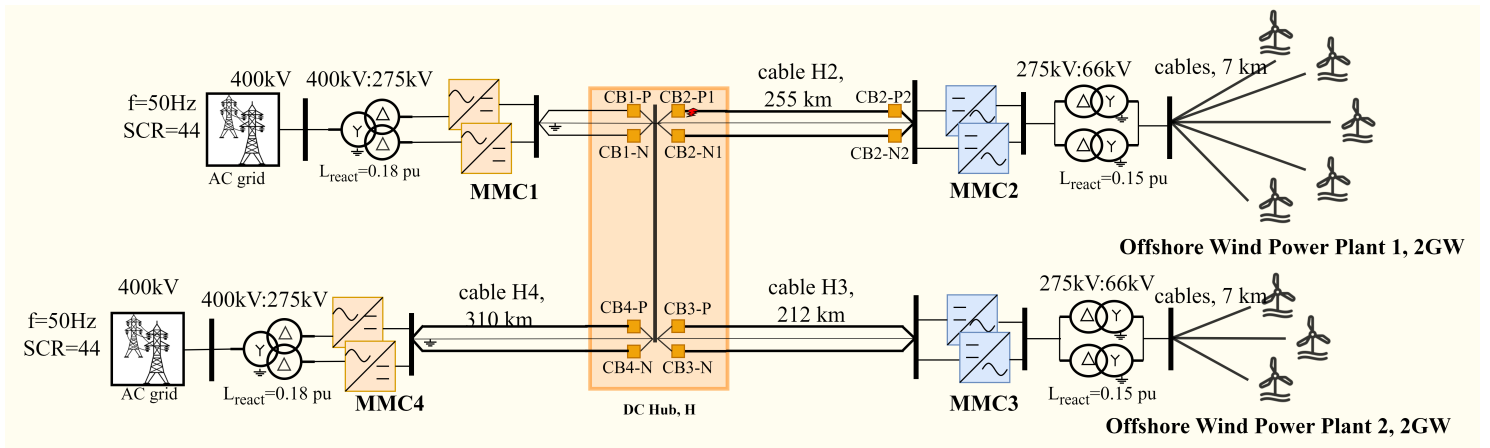 400kV
400kV:275kV
f=50Hz
SCR=44
Y
Δ
Δ
AC grid
L_react=0.18 pu
MMC1
CB1-P
CB2-P1
CB1-N
CB2-N1
cable H2,
255 km
CB2-P2
CB2-N2
MMC2
275kV:66kV
cables, 7 km
Δ
Y
Δ
Y
L_react=0.15 pu
Offshore Wind Power Plant 1, 2GW
400kV
400kV:275kV
f=50Hz
SCR=44
Y
Δ
Δ
AC grid
L_react=0.18 pu
MMC4
cable H4,
310 km
CB4-P
CB3-P
CB4-N
CB3-N
DC Hub, H
cable H3,
212 km
MMC3
275kV:66kV
cables, 7 km
Δ
Y
Δ
Y
L_react=0.15 pu
Offshore Wind Power Plant 2, 2GW